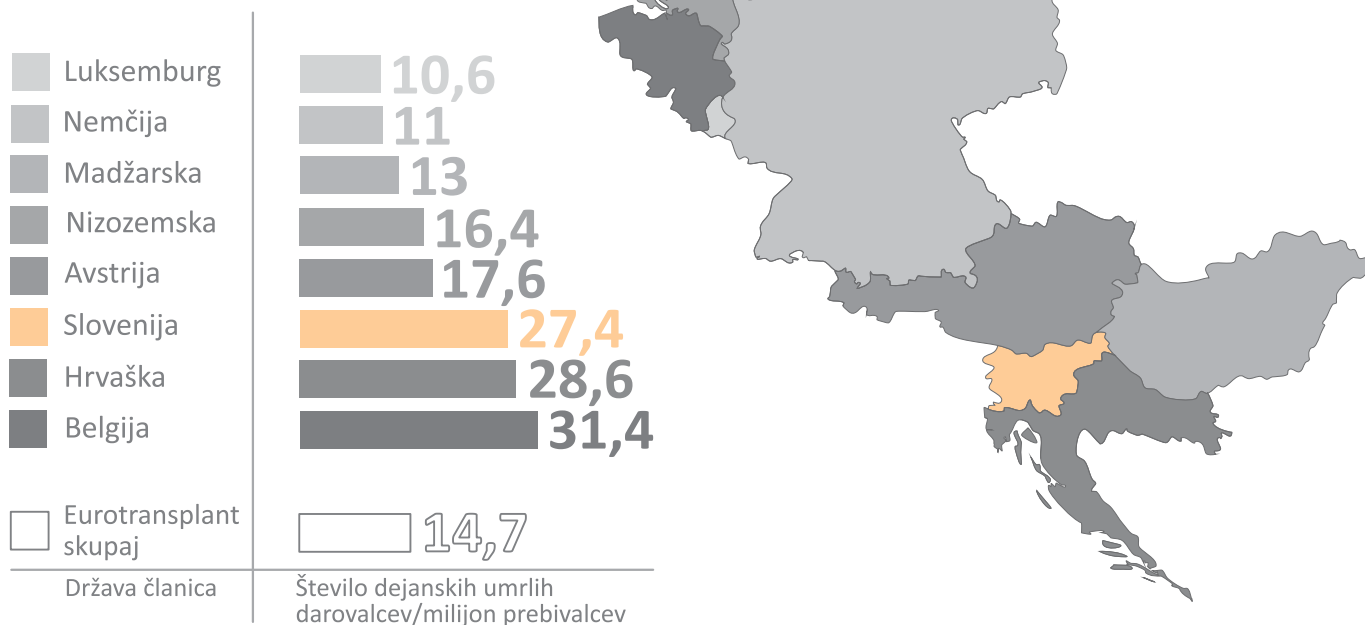 Luksemburg 10,6
Nemčija 11
Madžarska 13
Nizozemska 16,4
Avstrija 17,6
Slovenija 27,4
Hrvaška 28,6
Belgija 31,4
Eurotransplant
skupaj 14,7
Država članica
Število dejanskih umrlih
darovalcev/milijon prebivalcev